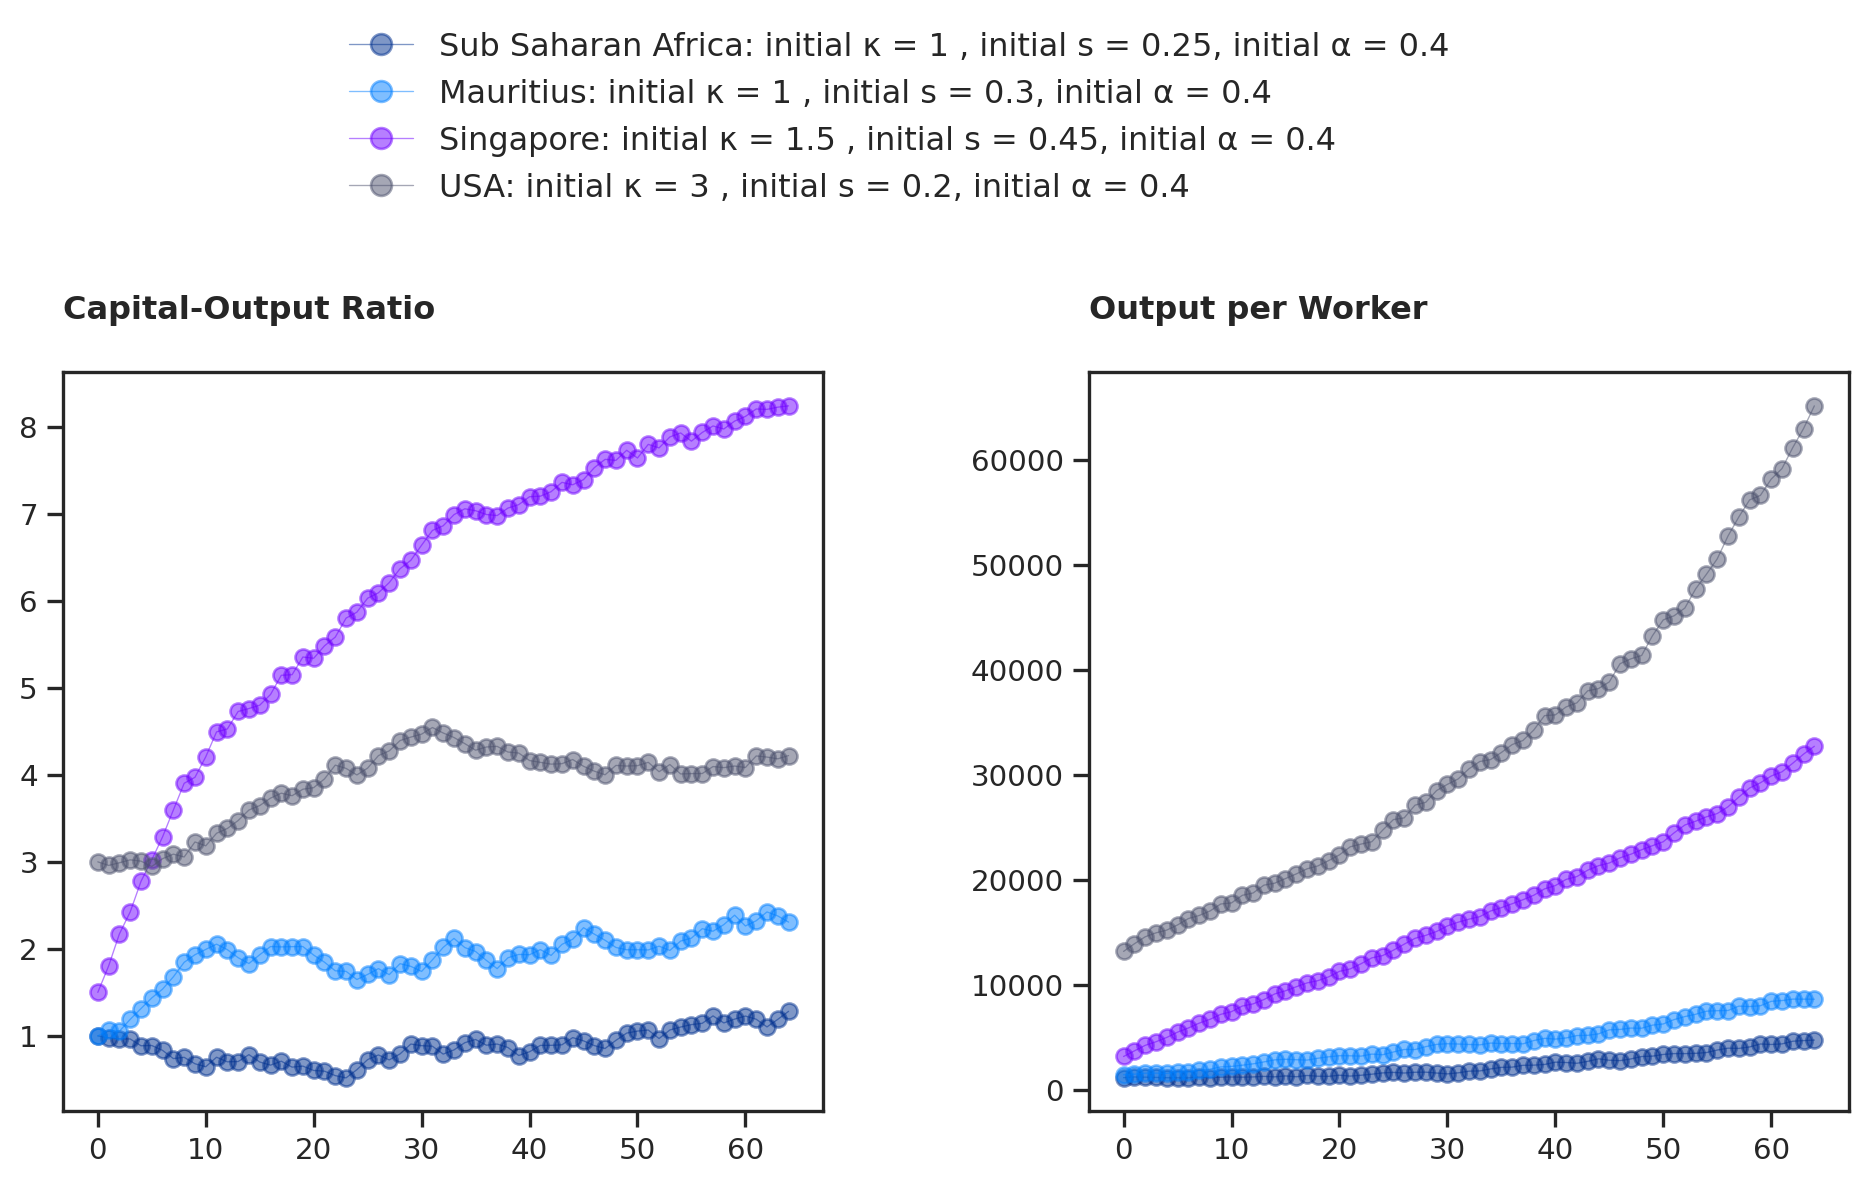 Sub Saharan Africa: initial κ = 1 , initial s = 0.25, initial α = 0.4
Mauritius: initial κ = 1 , initial s = 0.3, initial α = 0.4
Singapore: initial κ = 1.5 , initial s = 0.45, initial α = 0.4
USA: initial κ = 3 , initial s = 0.2, initial α = 0.4
Capital-Output Ratio
8
7
6
5
4
3
2
1
0 10 20 30 40 50 60
Output per Worker
60000
50000
40000
30000
20000
10000
0
0 10 20 30 40 50 60